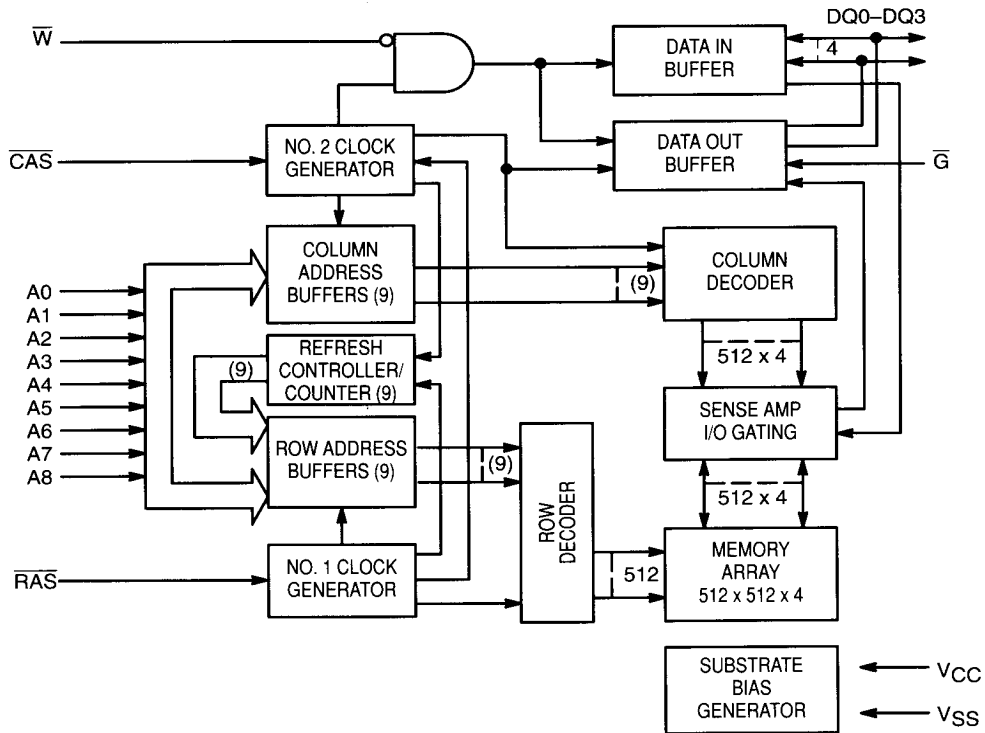 W̅
DQ0–DQ3
4
DATA IN
BUFFER
NO. 2 CLOCK
GENERATOR
C̅A̅S̅
DATA OUT
BUFFER
G̅
COLUMN
ADDRESS
BUFFERS (9)
(9)
COLUMN
DECODER
A0
A1
A2
A3
A4
A5
A6
A7
A8
REFRESH
CONTROLLER/
COUNTER (9)
(9)
512 x 4
SENSE AMP
I/O GATING
ROW ADDRESS
BUFFERS (9)
(9)
ROW
DECODER
512 x 4
R̅A̅S̅
NO. 1 CLOCK
GENERATOR
512
MEMORY
ARRAY
512 x 512 x 4
SUBSTRATE
BIAS
GENERATOR
VCC
VSS